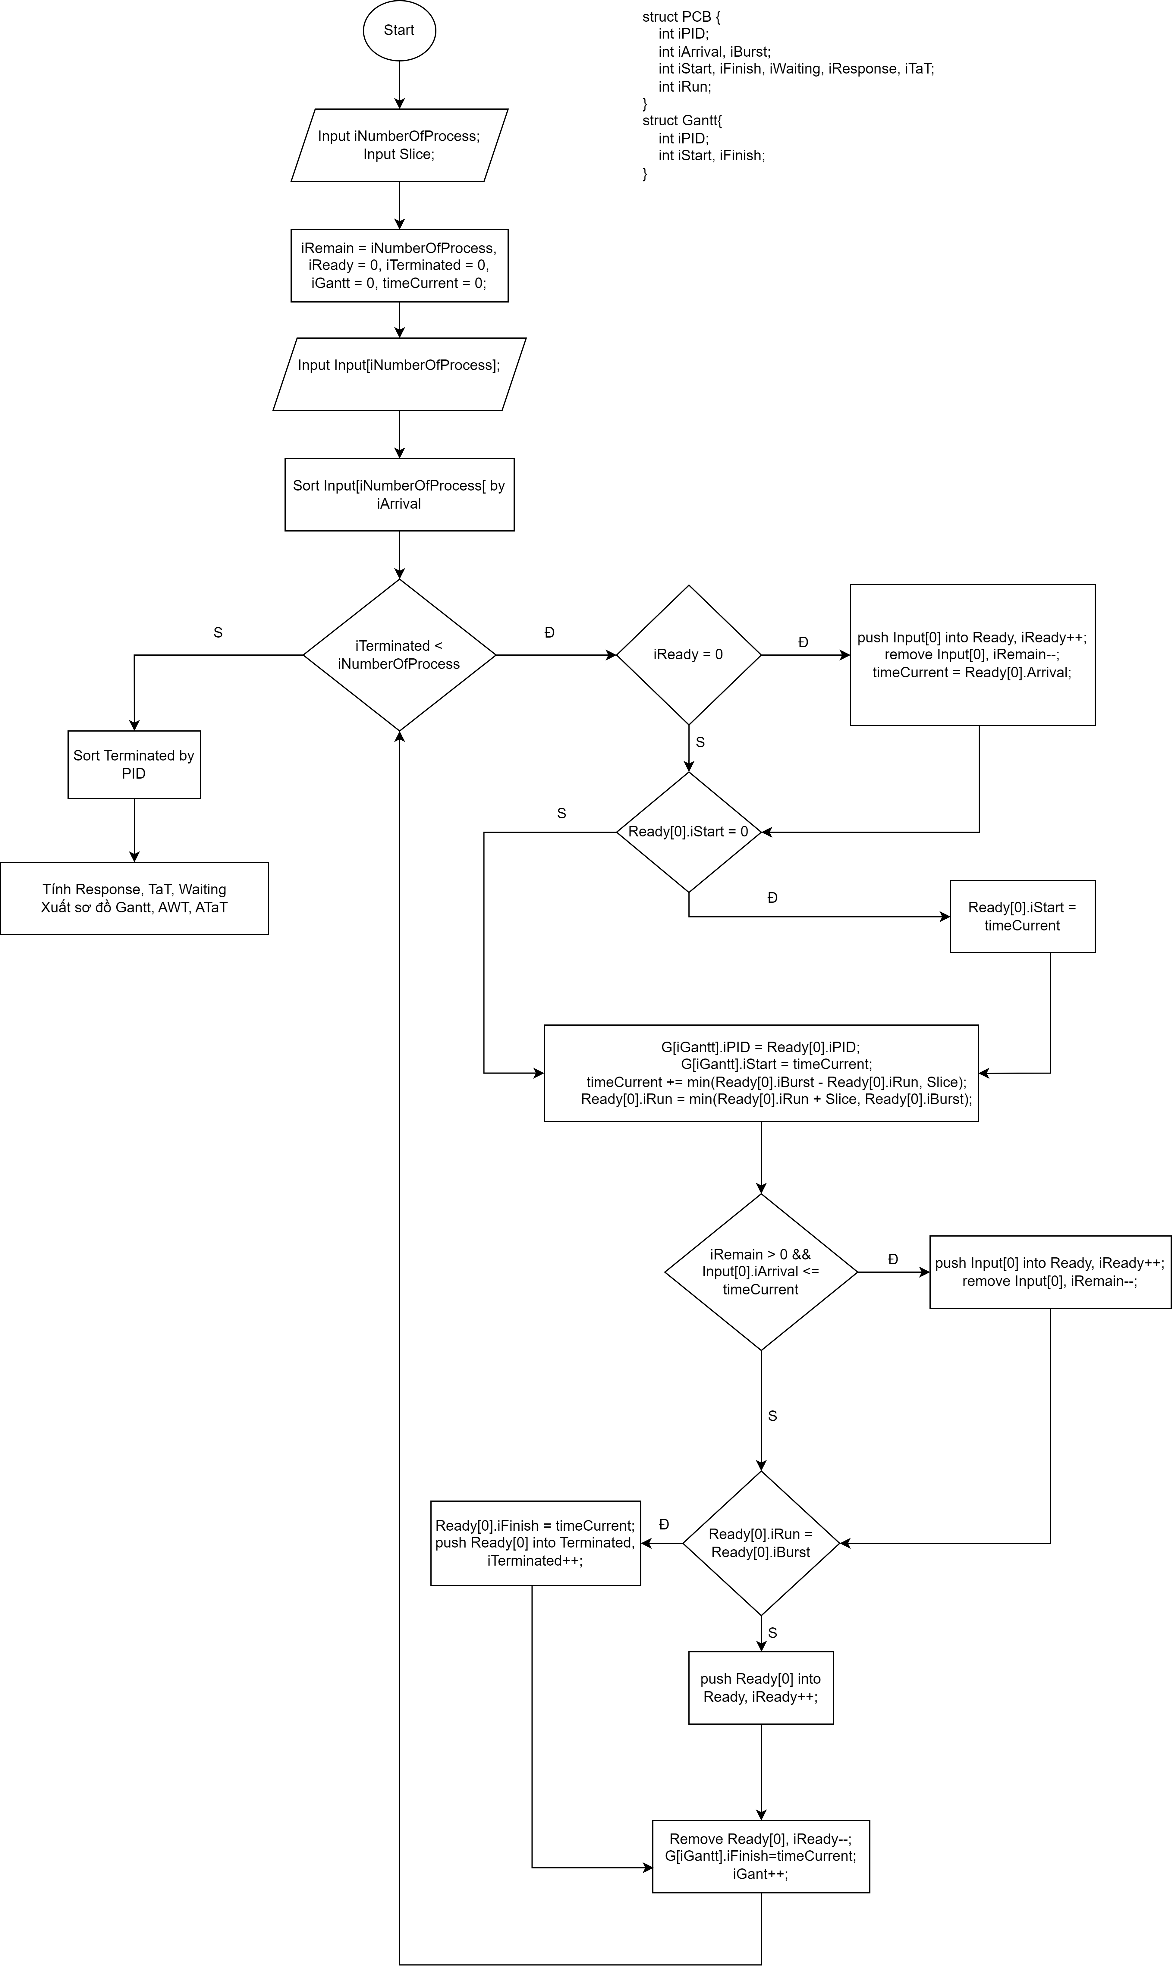 Start
struct PCB {
int iPID;
int iArrival, iBurst;
int iStart, iFinish, iWaiting, iResponse, iTaT;
int iRun;
}
struct Gantt{
int iPID;
int iStart, iFinish;
}
Input iNumberOfProcess;
Input Slice;
iRemain = iNumberOfProcess,
iReady = 0, iTerminated = 0,
iGantt = 0, timeCurrent = 0;
Input Input[iNumberOfProcess];
Sort Input[iNumberOfProcess[ by
iArrival
iTerminated <
iNumberOfProcess
S
Đ
iReady = 0
Đ
push Input[0] into Ready, iReady++;
remove Input[0], iRemain--;
timeCurrent = Ready[0].Arrival;
S
Sort Terminated by
PID
Tính Response, TaT, Waiting
Xuất sơ đồ Gantt, AWT, ATaT
Ready[0].iStart = 0
S
Đ
Ready[0].iStart =
timeCurrent
G[iGantt].iPID = Ready[0].iPID;
G[iGantt].iStart = timeCurrent;
timeCurrent += min(Ready[0].iBurst - Ready[0].iRun, Slice);
Ready[0].iRun = min(Ready[0].iRun + Slice, Ready[0].iBurst);
iRemain > 0 &&
Input[0].iArrival <=
timeCurrent
Đ
push Input[0] into Ready, iReady++;
remove Input[0], iRemain--;
S
Ready[0].iRun =
Ready[0].iBurst
Đ
Ready[0].iFinish = timeCurrent;
push Ready[0] into Terminated,
iTerminated++;
S
push Ready[0] into
Ready, iReady++;
Remove Ready[0], iReady--;
G[iGantt].iFinish=timeCurrent;
iGant++;